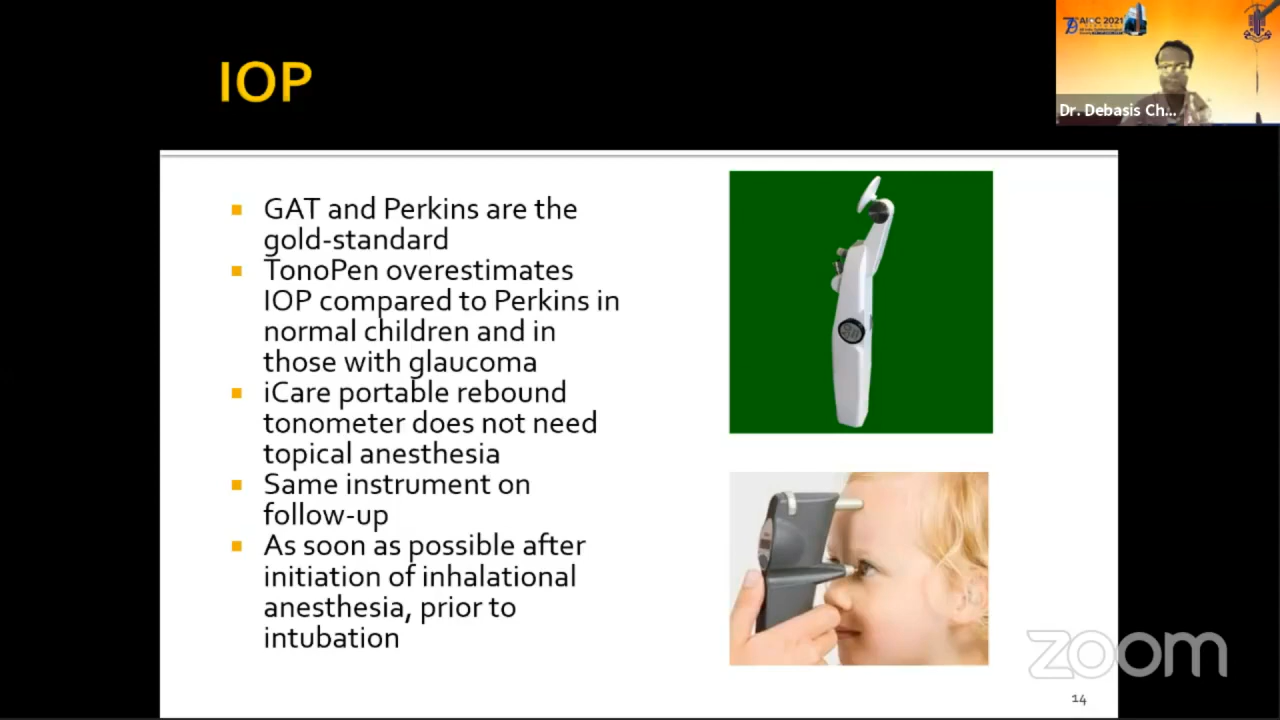 IOP
AIOC 2021
Dr. Debasis Ch...
GAT and Perkins are the
gold-standard
TonoPen overestimates
IOP compared to Perkins in
normal children and in
those with glaucoma
iCare portable rebound
tonometer does not need
topical anesthesia
Same instrument on
follow-up
As soon as possible after
initiation of inhalational
anesthesia, prior to
intubation
zoom
14